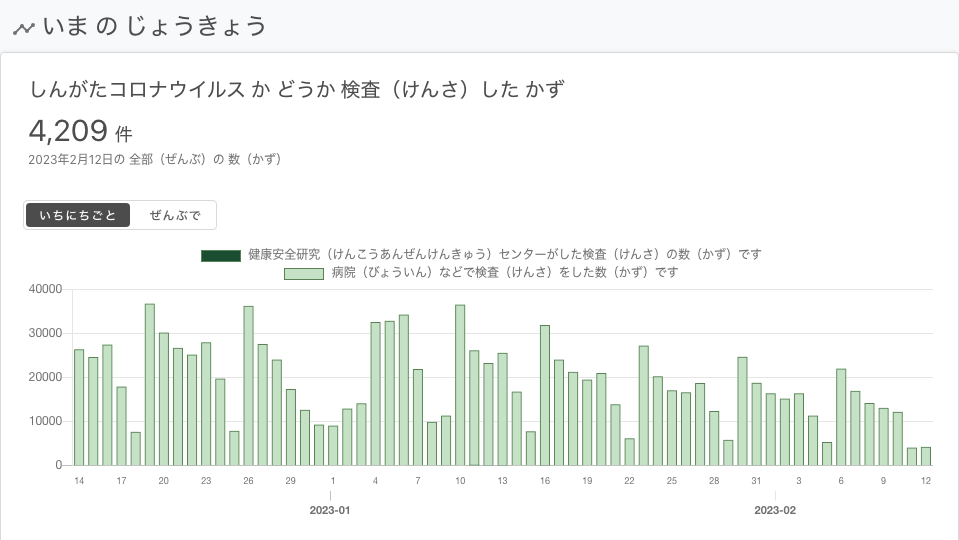 いま の じょうきょう
しんがたコロナウイルス か どうか 検査（けんさ）した かず
4,209 件
2023年2月12日の 全部（ぜんぶ）の 数（かず）
いちにちごと ぜんぶで
健康安全研究（けんこうあんぜんけんきゅう）センターがした検査（けんさ）の数（かず）です
病院（びょういん）などで検査（けんさ）をした数（かず）です
40000
30000
20000
10000
0
14 17 20 23 26 29 1 4 7 10 13 16 19 22 25 28 31 3 6 9 12
2023-01 2023-02